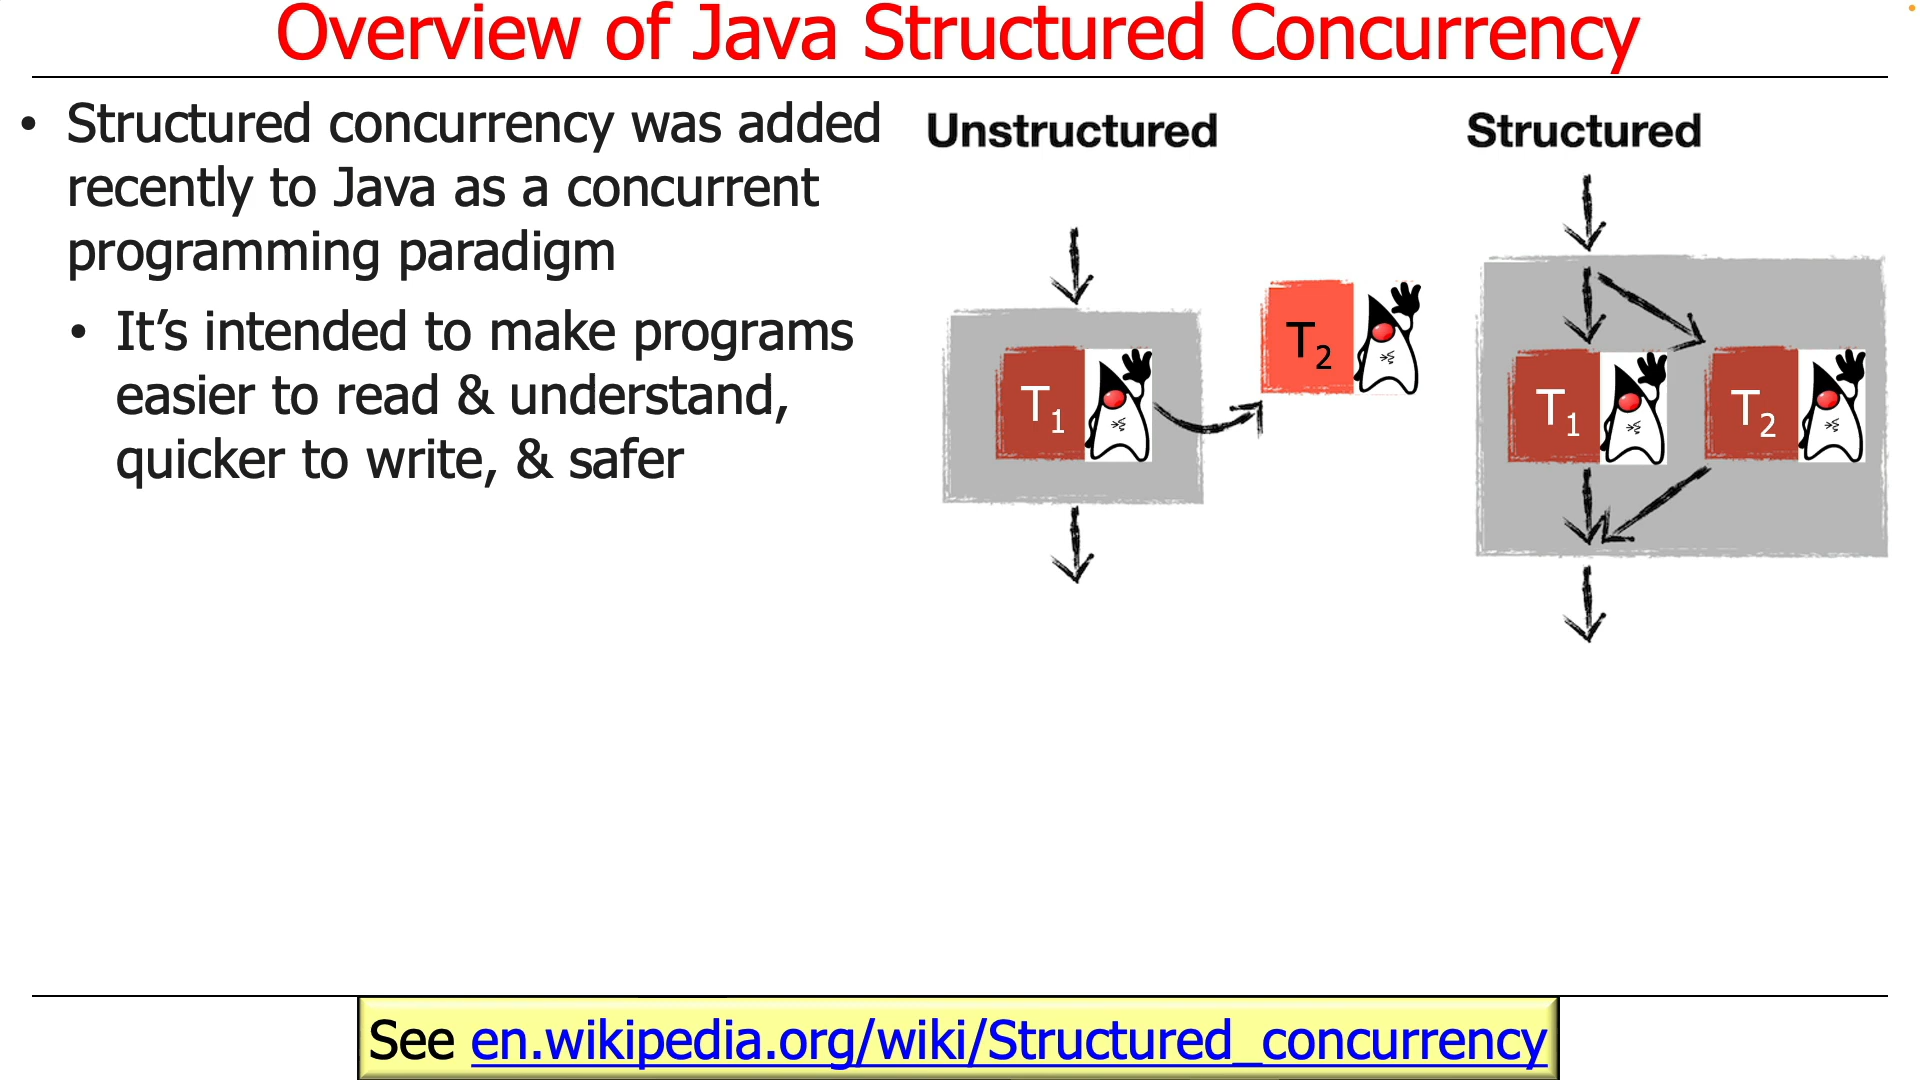 Overview of Java Structured Concurrency
• Structured concurrency was added
recently to Java as a concurrent
programming paradigm
• It’s intended to make programs
easier to read & understand,
quicker to write, & safer
Unstructured
T1
T2
Structured
T1
T2
See en.wikipedia.org/wiki/Structured_concurrency